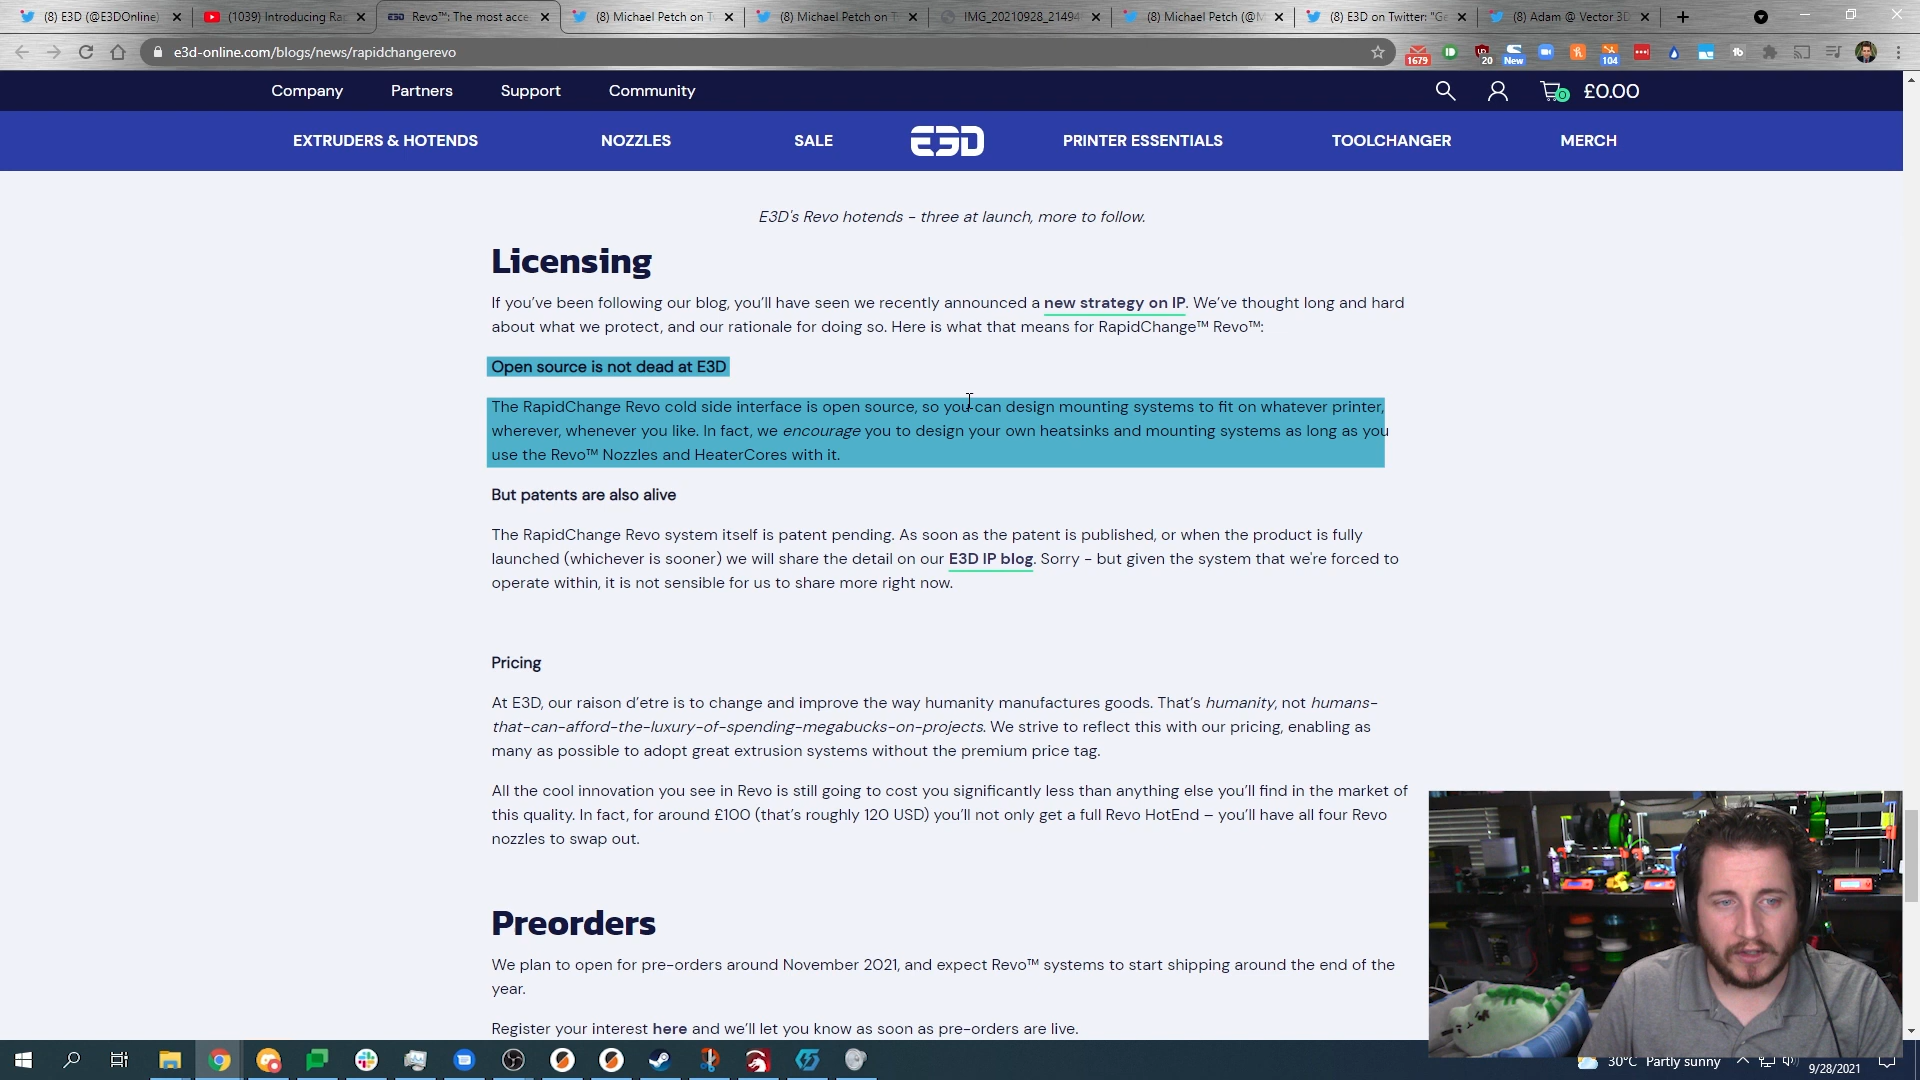 (8) E3D (@E3DOnline)
(1039) Introducing Ra
Revo™: The most acce
(8) Michael Petch on T
(8) Michael Petch on T
IMG_20210928_21494
(8) Michael Petch (@M
(8) E3D on Twitter: "Ge
(8) Adam @ Vector 3D
e3d-online.com/blogs/news/rapidchangerevo
1679
20
New
104
Company Partners Support Community
0 £0.00
EXTRUDERS & HOTENDS NOZZLES SALE E3D PRINTER ESSENTIALS TOOLCHANGER MERCH
E3D's Revo hotends - three at launch, more to follow.
Licensing
If you've been following our blog, you'll have seen we recently announced a new strategy on IP. We've thought long and hard
about what we protect, and our rationale for doing so. Here is what that means for RapidChange™ Revo™:
Open source is not dead at E3D
The RapidChange Revo cold side interface is open source, so you can design mounting systems to fit on whatever printer,
wherever, whenever you like. In fact, we encourage you to design your own heatsinks and mounting systems as long as you
use the Revo™ Nozzles and HeaterCores with it.
But patents are also alive
The RapidChange Revo system itself is patent pending. As soon as the patent is published, or when the product is fully
launched (whichever is sooner) we will share the detail on our E3D IP blog. Sorry - but given the system that we're forced to
operate within, it is not sensible for us to share more right now.
Pricing
At E3D, our raison d'etre is to change and improve the way humanity manufactures goods. That's humanity, not humans-
that-can-afford-the-luxury-of-spending-megabucks-on-projects. We strive to reflect this with our pricing, enabling as
many as possible to adopt great extrusion systems without the premium price tag.
All the cool innovation you see in Revo is still going to cost you significantly less than anything else you'll find in the market of
this quality. In fact, for around £100 (that's roughly 120 USD) you'll not only get a full Revo HotEnd – you'll have all four Revo
nozzles to swap out.
Preorders
We plan to open for pre-orders around November 2021, and expect Revo™ systems to start shipping around the end of the
year.
Register your interest here and we'll let you know as soon as pre-orders are live.
30°C Partly sunny
9/28/2021